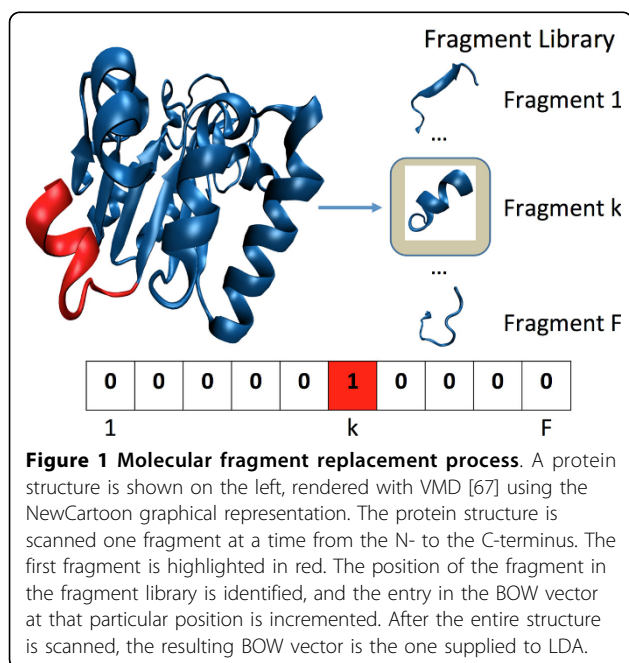 Fragment Library
Fragment 1
...
Fragment k
...
Fragment F
0 0 0 0 0 1 0 0 0 0
1 k F
Figure 1 Molecular fragment replacement process. A protein
structure is shown on the left, rendered with VMD [67] using the
NewCartoon graphical representation. The protein structure is
scanned one fragment at a time from the N- to the C-terminus. The
first fragment is highlighted in red. The position of the fragment in
the fragment library is identified, and the entry in the BOW vector
at that particular position is incremented. After the entire structure
is scanned, the resulting BOW vector is the one supplied to LDA.